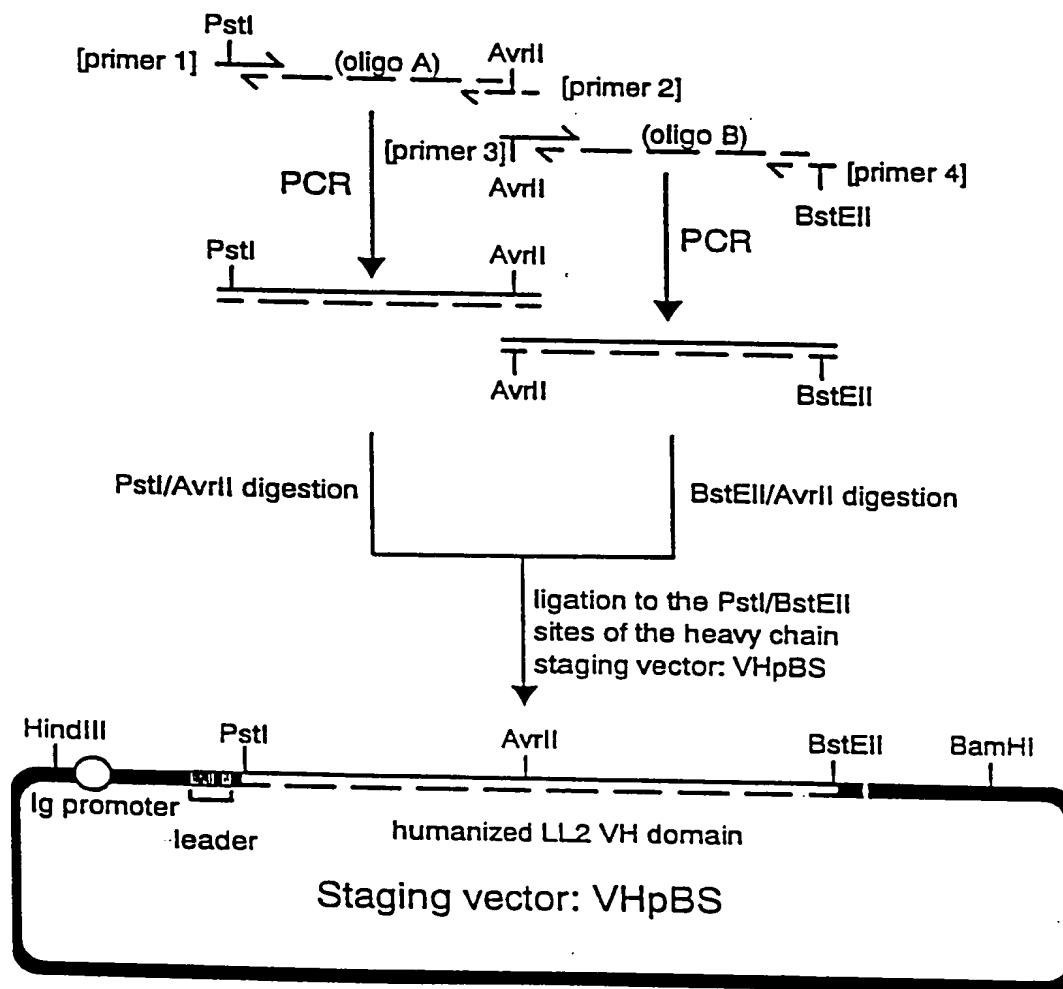 PstI
[primer 1]
(oligo A)
AvrII
[primer 2]
[primer 3]
(oligo B)
AvrII
[primer 4]
BstEII
PCR
PCR
PstI
AvrII
AvrII
BstEII
PstI/AvrII digestion
BstEII/AvrII digestion
ligation to the PstI/BstEII
sites of the heavy chain
staging vector: VHpBS
HindIII
PstI
AvrII
BstEII
BamHI
Ig promoter
leader
humanized LL2 VH domain
Staging vector: VHpBS